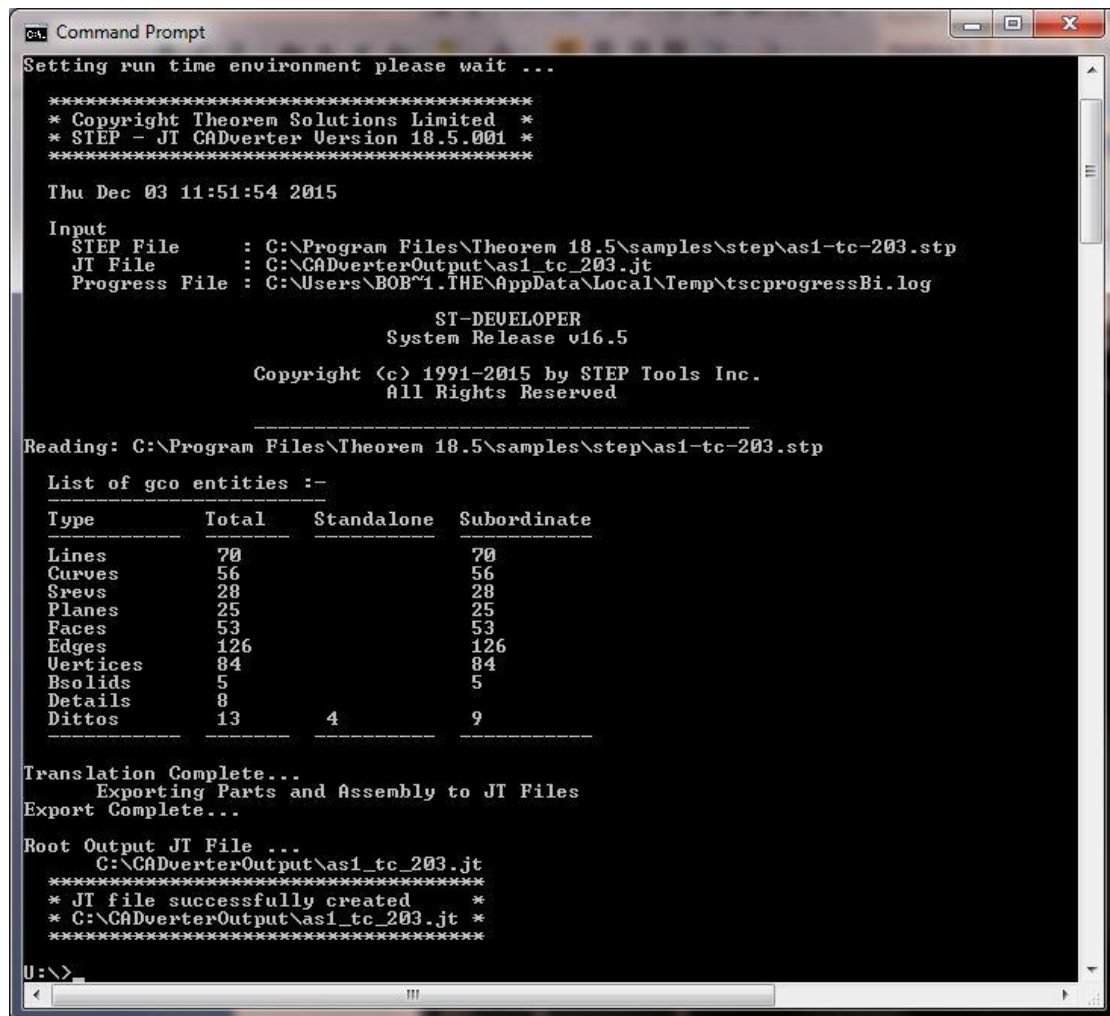 Command Prompt
Setting run time environment please wait ...
****************************************
* Copyright Theorem Solutions Limited  *
* STEP - JT CADverter Version 18.5.001 *
****************************************
Thu Dec 03 11:51:54 2015
Input
STEP File : C:\Program Files\Theorem 18.5\samples\step\as1-tc-203.stp
JT File : C:\CADverterOutput\as1_tc_203.jt
Progress File : C:\Users\BOB~1.THE\AppData\Local\Temp\tscprogressBi.log
ST-DEVELOPER
System Release v16.5
Copyright (c) 1991-2015 by STEP Tools Inc.
All Rights Reserved
Reading: C:\Program Files\Theorem 18.5\samples\step\as1-tc-203.stp
List of gco entities :-
Type Total Standalone Subordinate
Lines 70 70
Curves 56 56
Srevs 28 28
Planes 25 25
Faces 53 53
Edges 126 126
Vertices 84 84
Bsolids 5 5
Details 8
Dittos 13 4 9
Translation Complete...
Exporting Parts and Assembly to JT Files
Export Complete...
Root Output JT File ...
C:\CADverterOutput\as1_tc_203.jt
************************************
* JT file successfully created     *
* C:\CADverterOutput\as1_tc_203.jt *
************************************
U:\>_